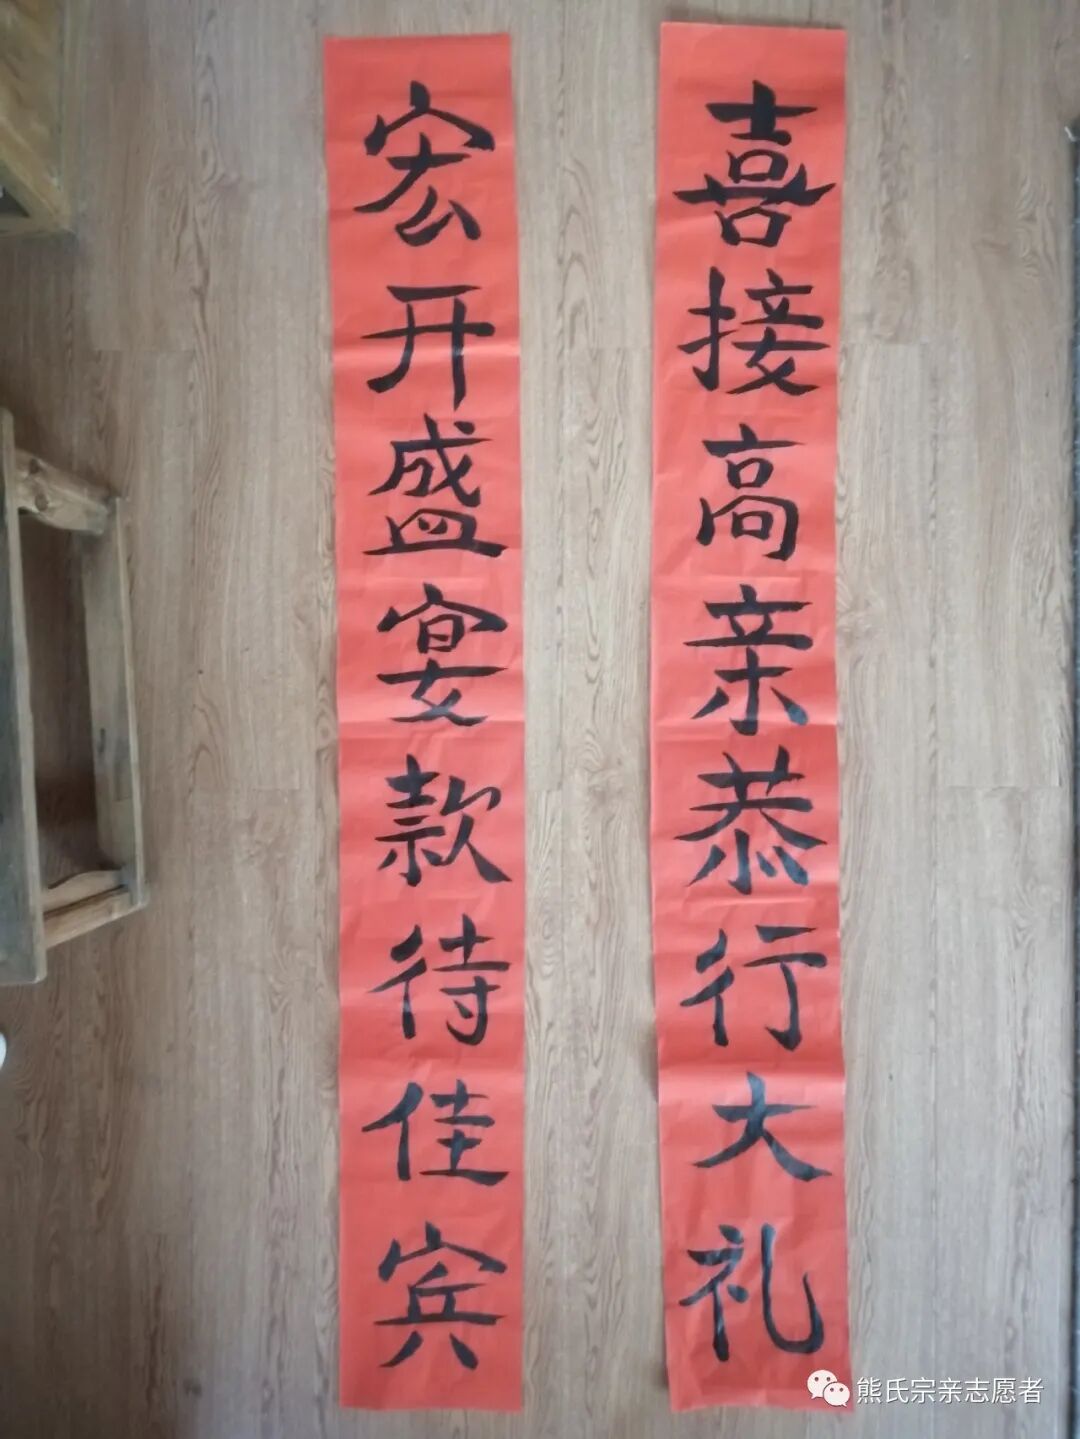 喜接高亲恭行大礼
宏开盛宴款待佳宾
熊氏宗亲志愿者